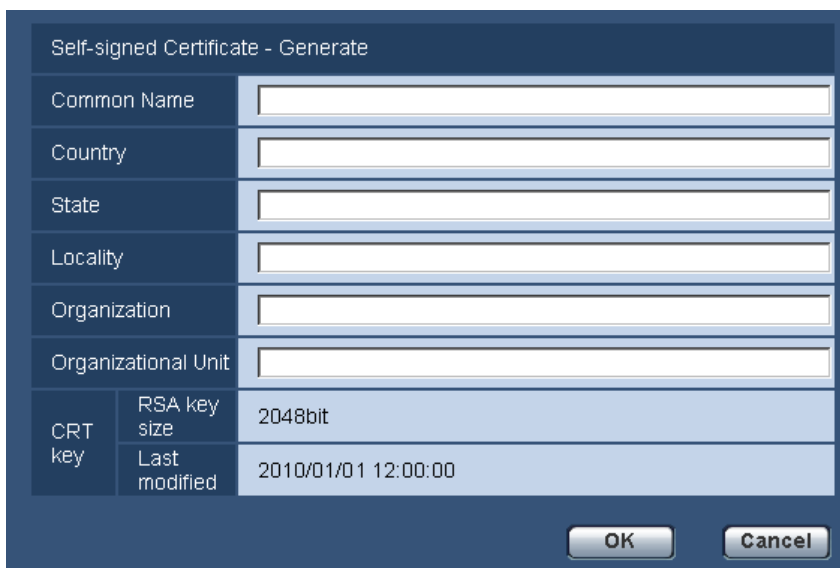 Self-signed Certificate - Generate
Common Name
Country
State
Locality
Organization
Organizational Unit
CRT key
RSA key size
2048bit
Last modified
2010/01/01 12:00:00
OK
Cancel